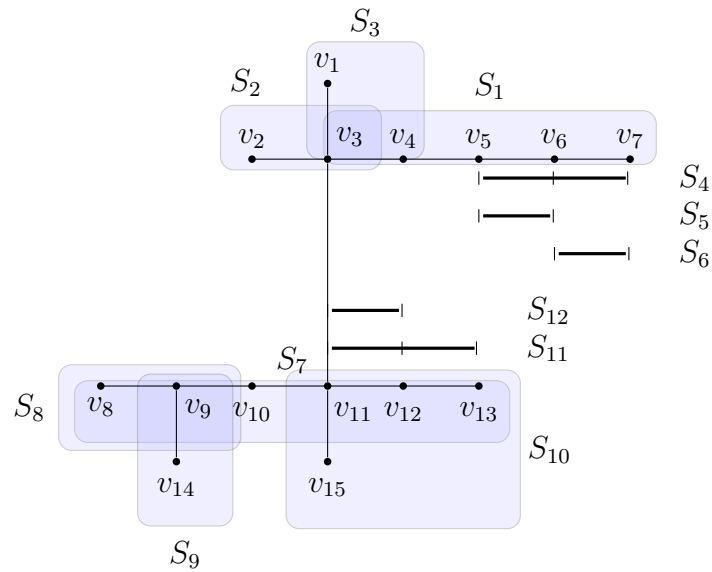 S₃
v₁
S₂ S₁
v₂ v₃ v₄ v₅ v₆ v₇
S₄
S₅
S₆
S₁₂
S₁₁
S₇
S₈ v₈ v₉ v₁₀ v₁₁ v₁₂ v₁₃
S₁₀
v₁₄ v₁₅
S₉